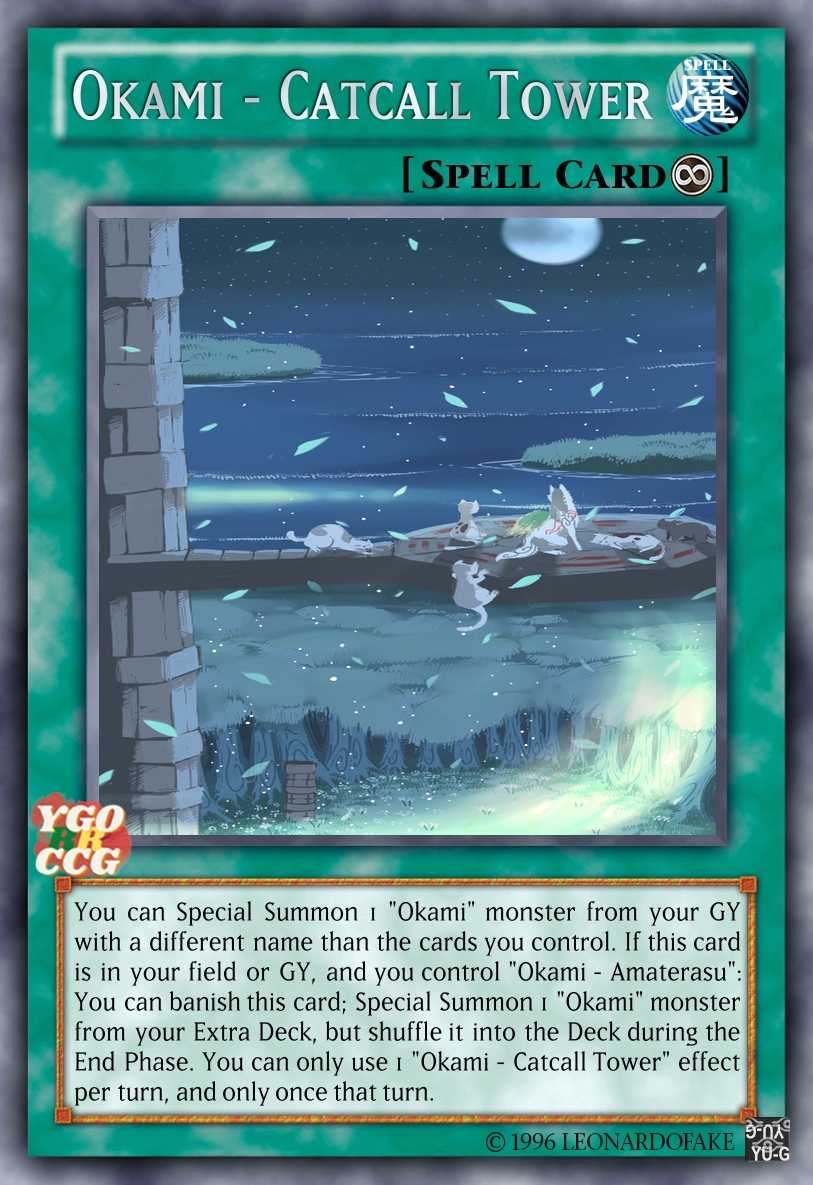 Okami - Catcall Tower
SPELL
魔
[Spell Card]
YGO
BR
CCG
You can Special Summon 1 "Okami" monster from your GY
with a different name than the cards you control. If this card
is in your field or GY, and you control "Okami - Amaterasu":
You can banish this card; Special Summon 1 "Okami" monster
from your Extra Deck, but shuffle it into the Deck during the
End Phase. You can only use 1 "Okami - Catcall Tower" effect
per turn, and only once that turn.
© 1996 LEONARDOFAKE
YU-G